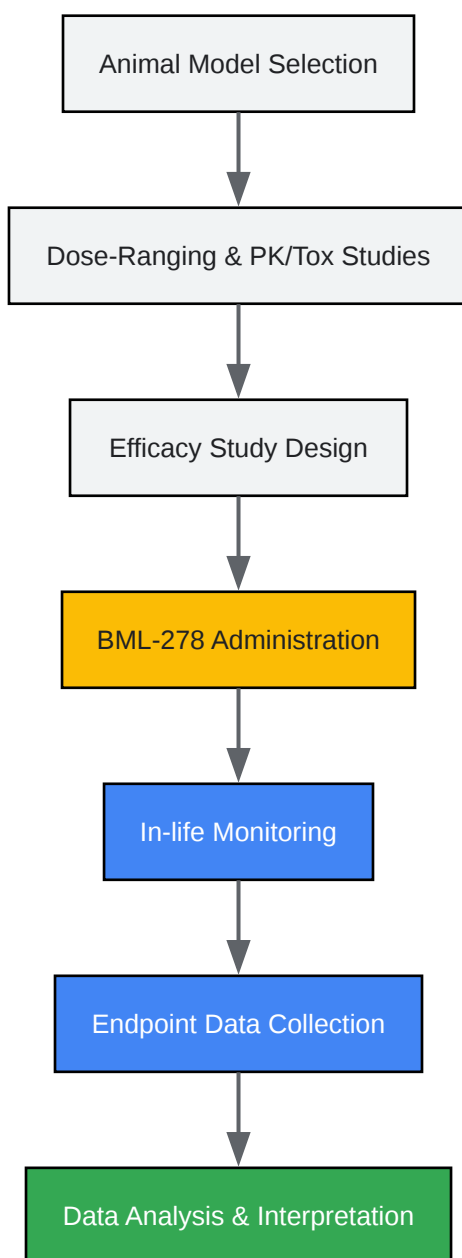 Animal Model Selection
Dose-Ranging & PK/Tox Studies
Efficacy Study Design
BML-278 Administration
In-life Monitoring
Endpoint Data Collection
Data Analysis & Interpretation